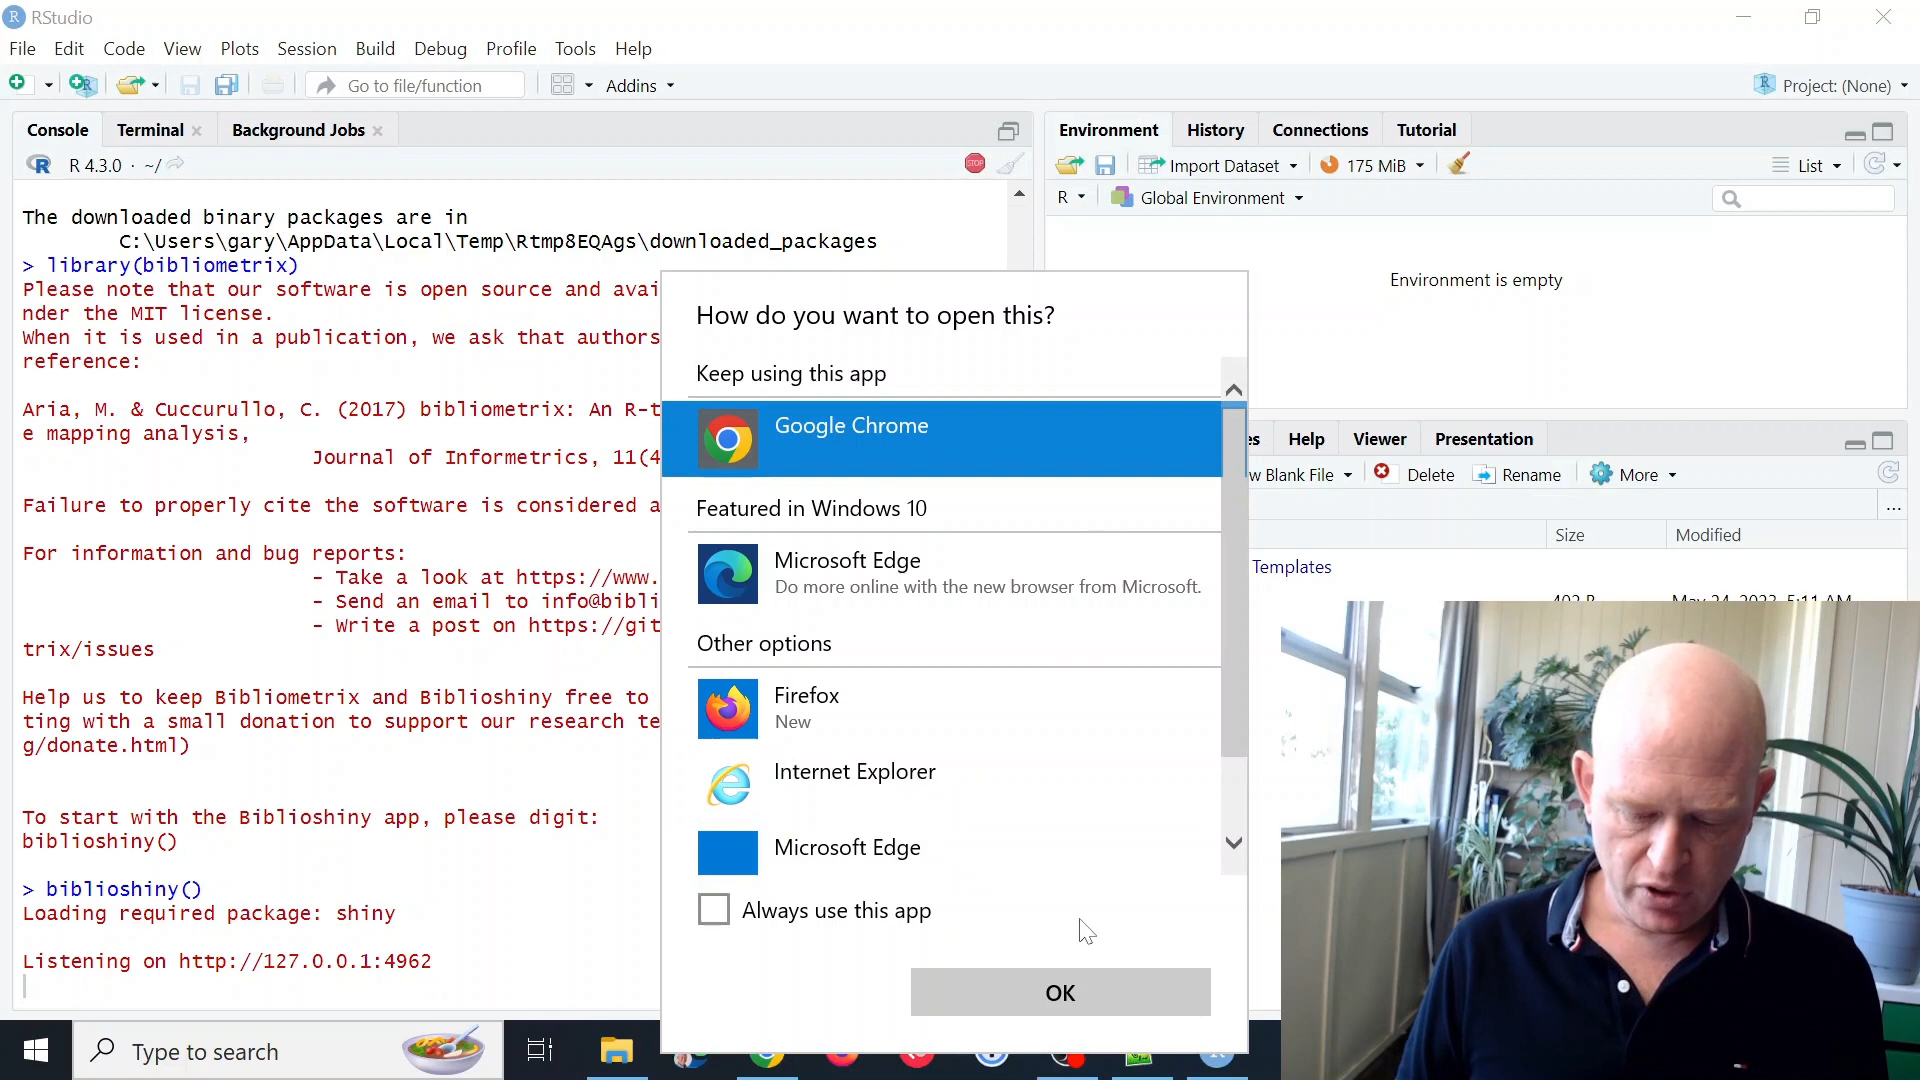 RStudio
File Edit Code View Plots Session Build Debug Profile Tools Help
Go to file/function Addins Project: (None)
Console Terminal Background Jobs
R 4.3.0 · ~/
The downloaded binary packages are in
C:\Users\gary\AppData\Local\Temp\Rtmp8EQAgs\downloaded_packages
> library(bibliometrix)
Please note that our software is open source and avai
nder the MIT license.
When it is used in a publication, we ask that authors
reference:
Aria, M. & Cuccurullo, C. (2017) bibliometrix: An R-t
e mapping analysis,
Journal of Informetrics, 11(4
Failure to properly cite the software is considered a
For information and bug reports:
- Take a look at https://www.
- Send an email to info@bibli
- Write a post on https://git
trix/issues
Help us to keep Bibliometrix and Biblioshiny free to
ting with a small donation to support our research te
g/donate.html)
To start with the Biblioshiny app, please digit:
biblioshiny()
> biblioshiny()
Loading required package: shiny
Listening on http://127.0.0.1:4962
How do you want to open this?
Keep using this app
Google Chrome
Featured in Windows 10
Microsoft Edge
Do more online with the new browser from Microsoft.
Other options
Firefox
New
Internet Explorer
Microsoft Edge
Always use this app
OK
Environment History Connections Tutorial
Import Dataset 175 MiB List
R Global Environment
Environment is empty
es Help Viewer Presentation
w Blank File Delete Rename More
...
Size Modified
Templates
Type to search